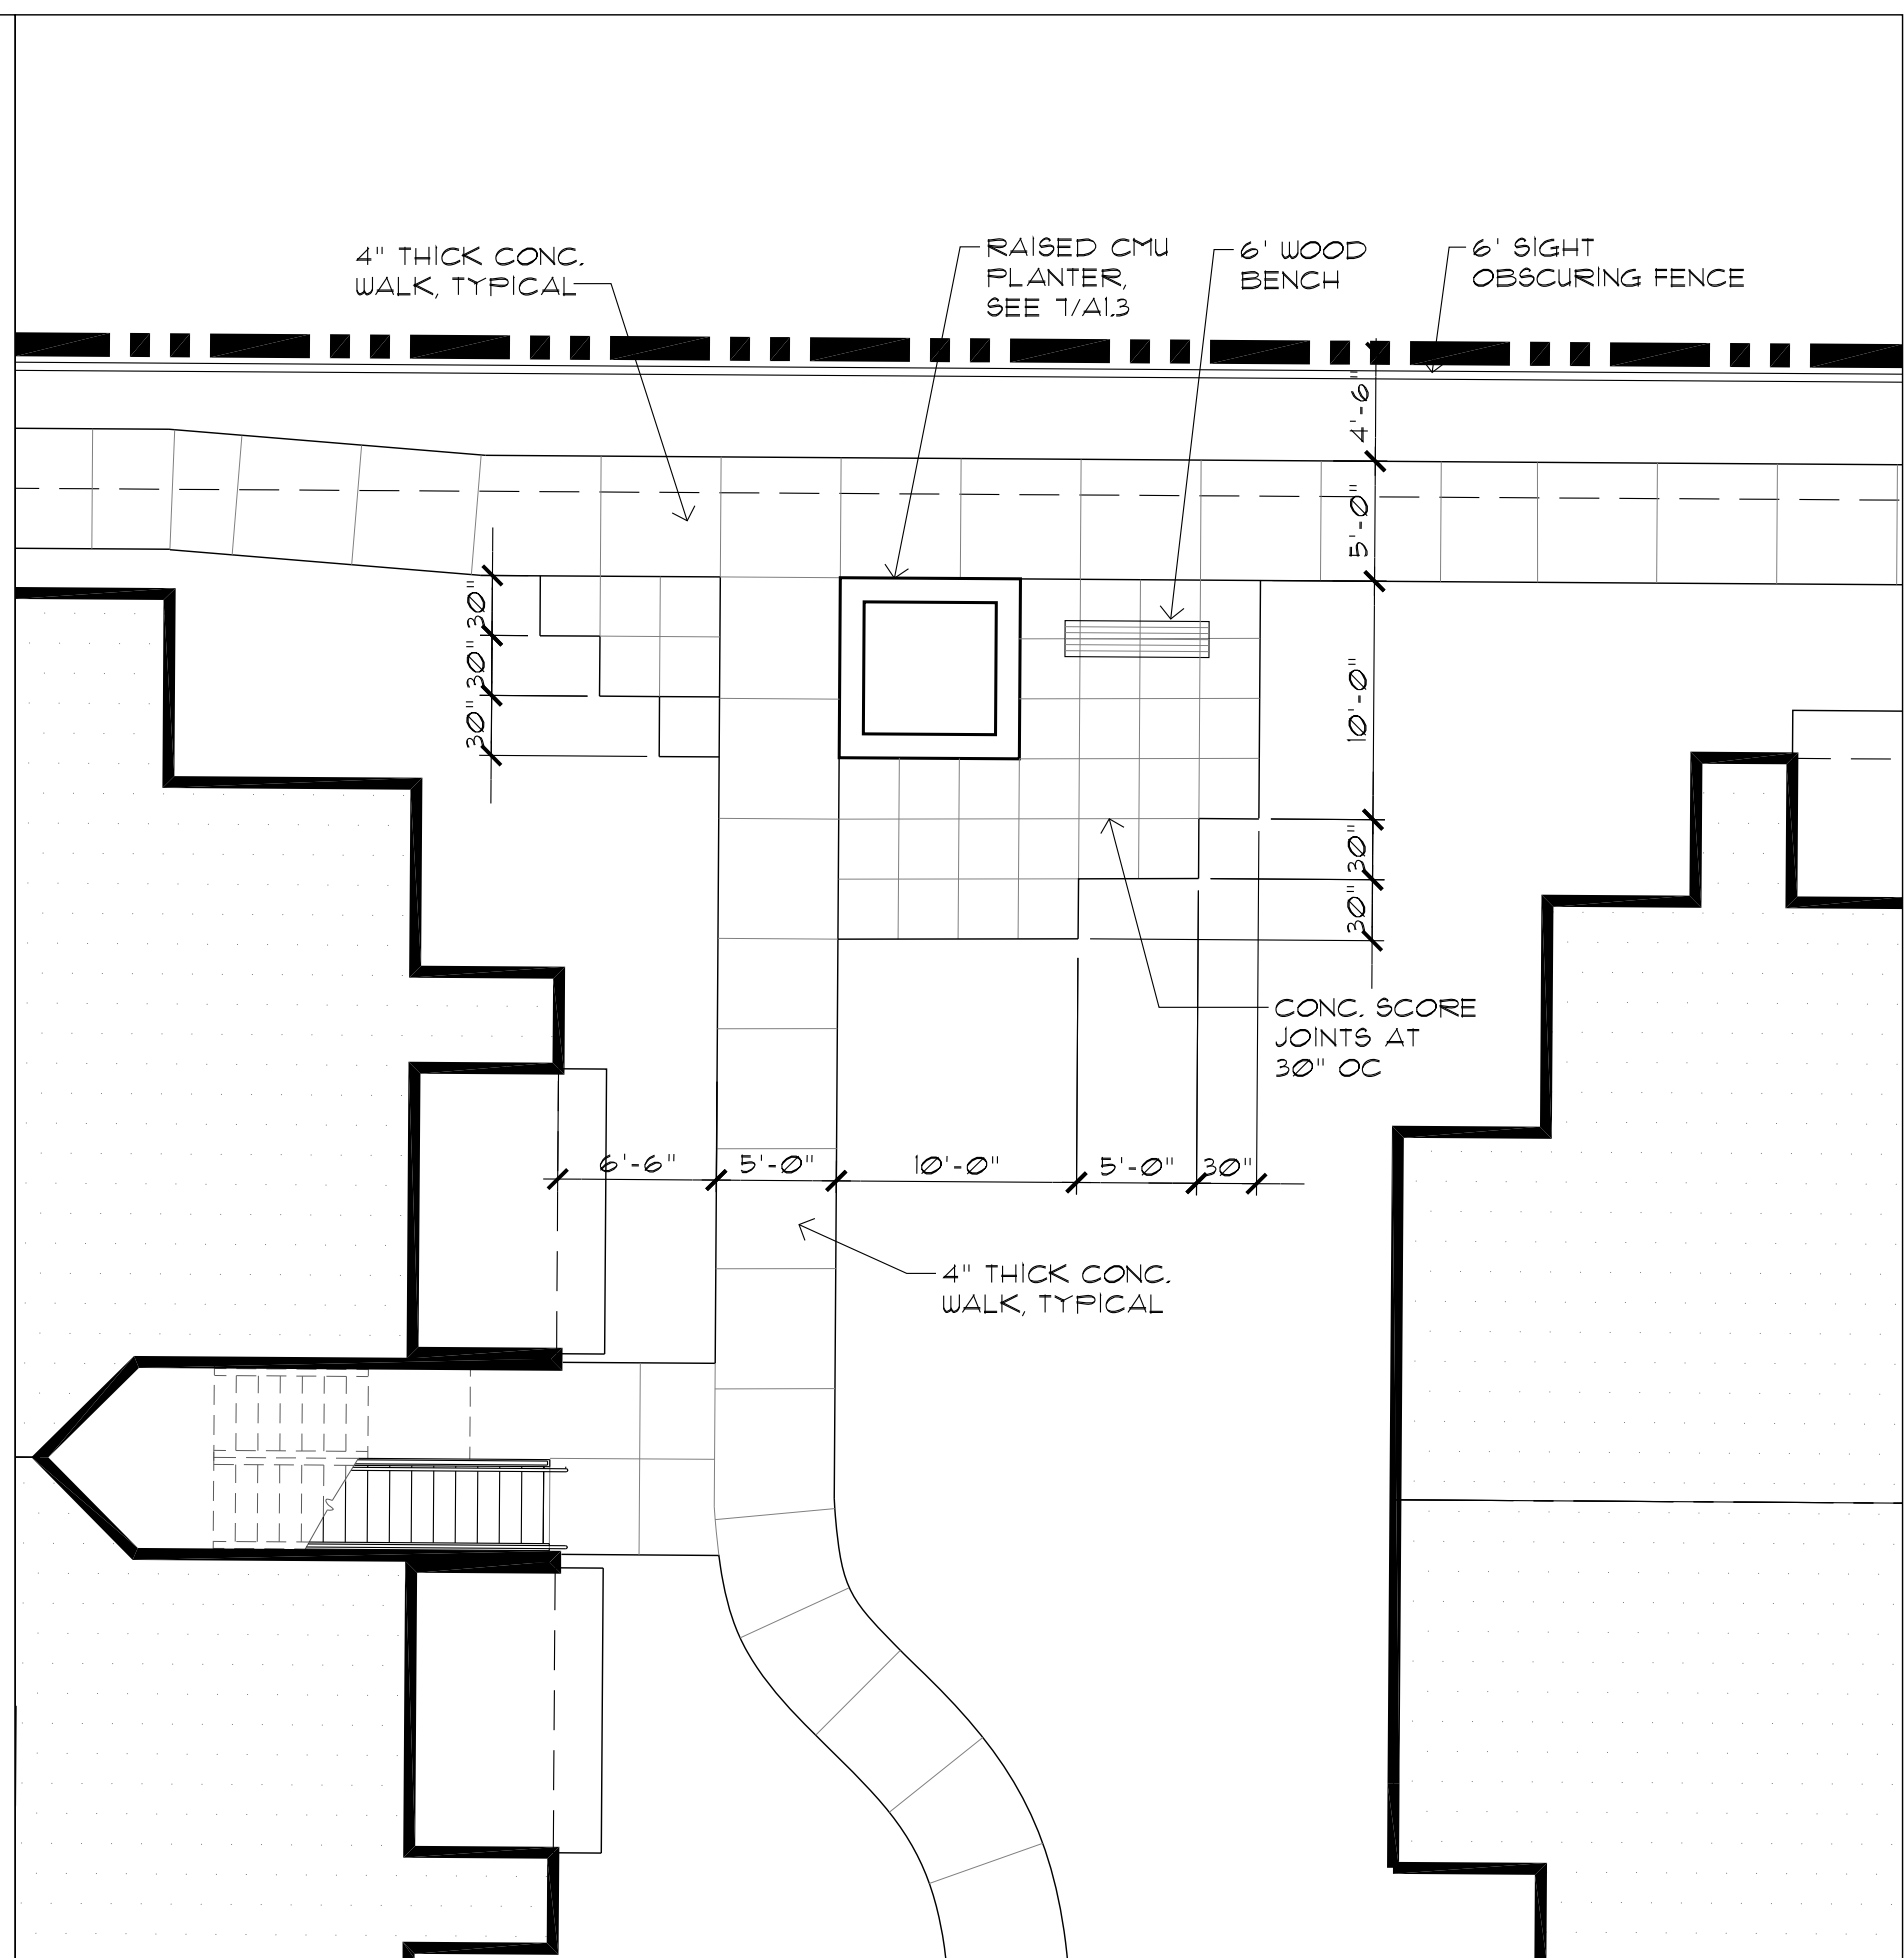 4" THICK CONC.
WALK, TYPICAL
RAISED CMU
PLANTER,
SEE 7/A1.3
6' WOOD
BENCH
6' SIGHT
OBSCURING FENCE
4'-6"
5'-0"
30"
30"
30"
10'-0"
30"
30"
CONC. SCORE
JOINTS AT
30" OC
6'-6"
5'-0"
10'-0"
5'-0"
30"
4" THICK CONC.
WALK, TYPICAL